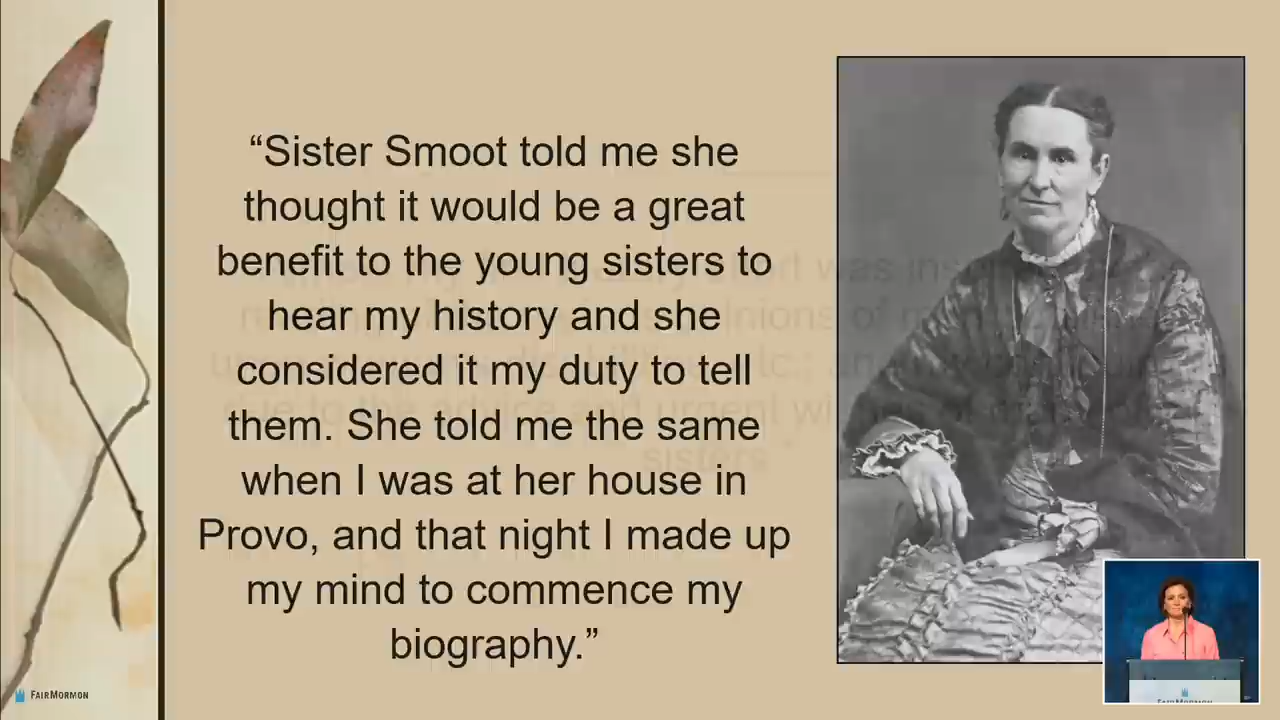 “Sister Smoot told me she
thought it would be a great
benefit to the young sisters to
hear my history and she
considered it my duty to tell
them. She told me the same
when I was at her house in
Provo, and that night I made up
my mind to commence my
biography.”
FAIRMORMON